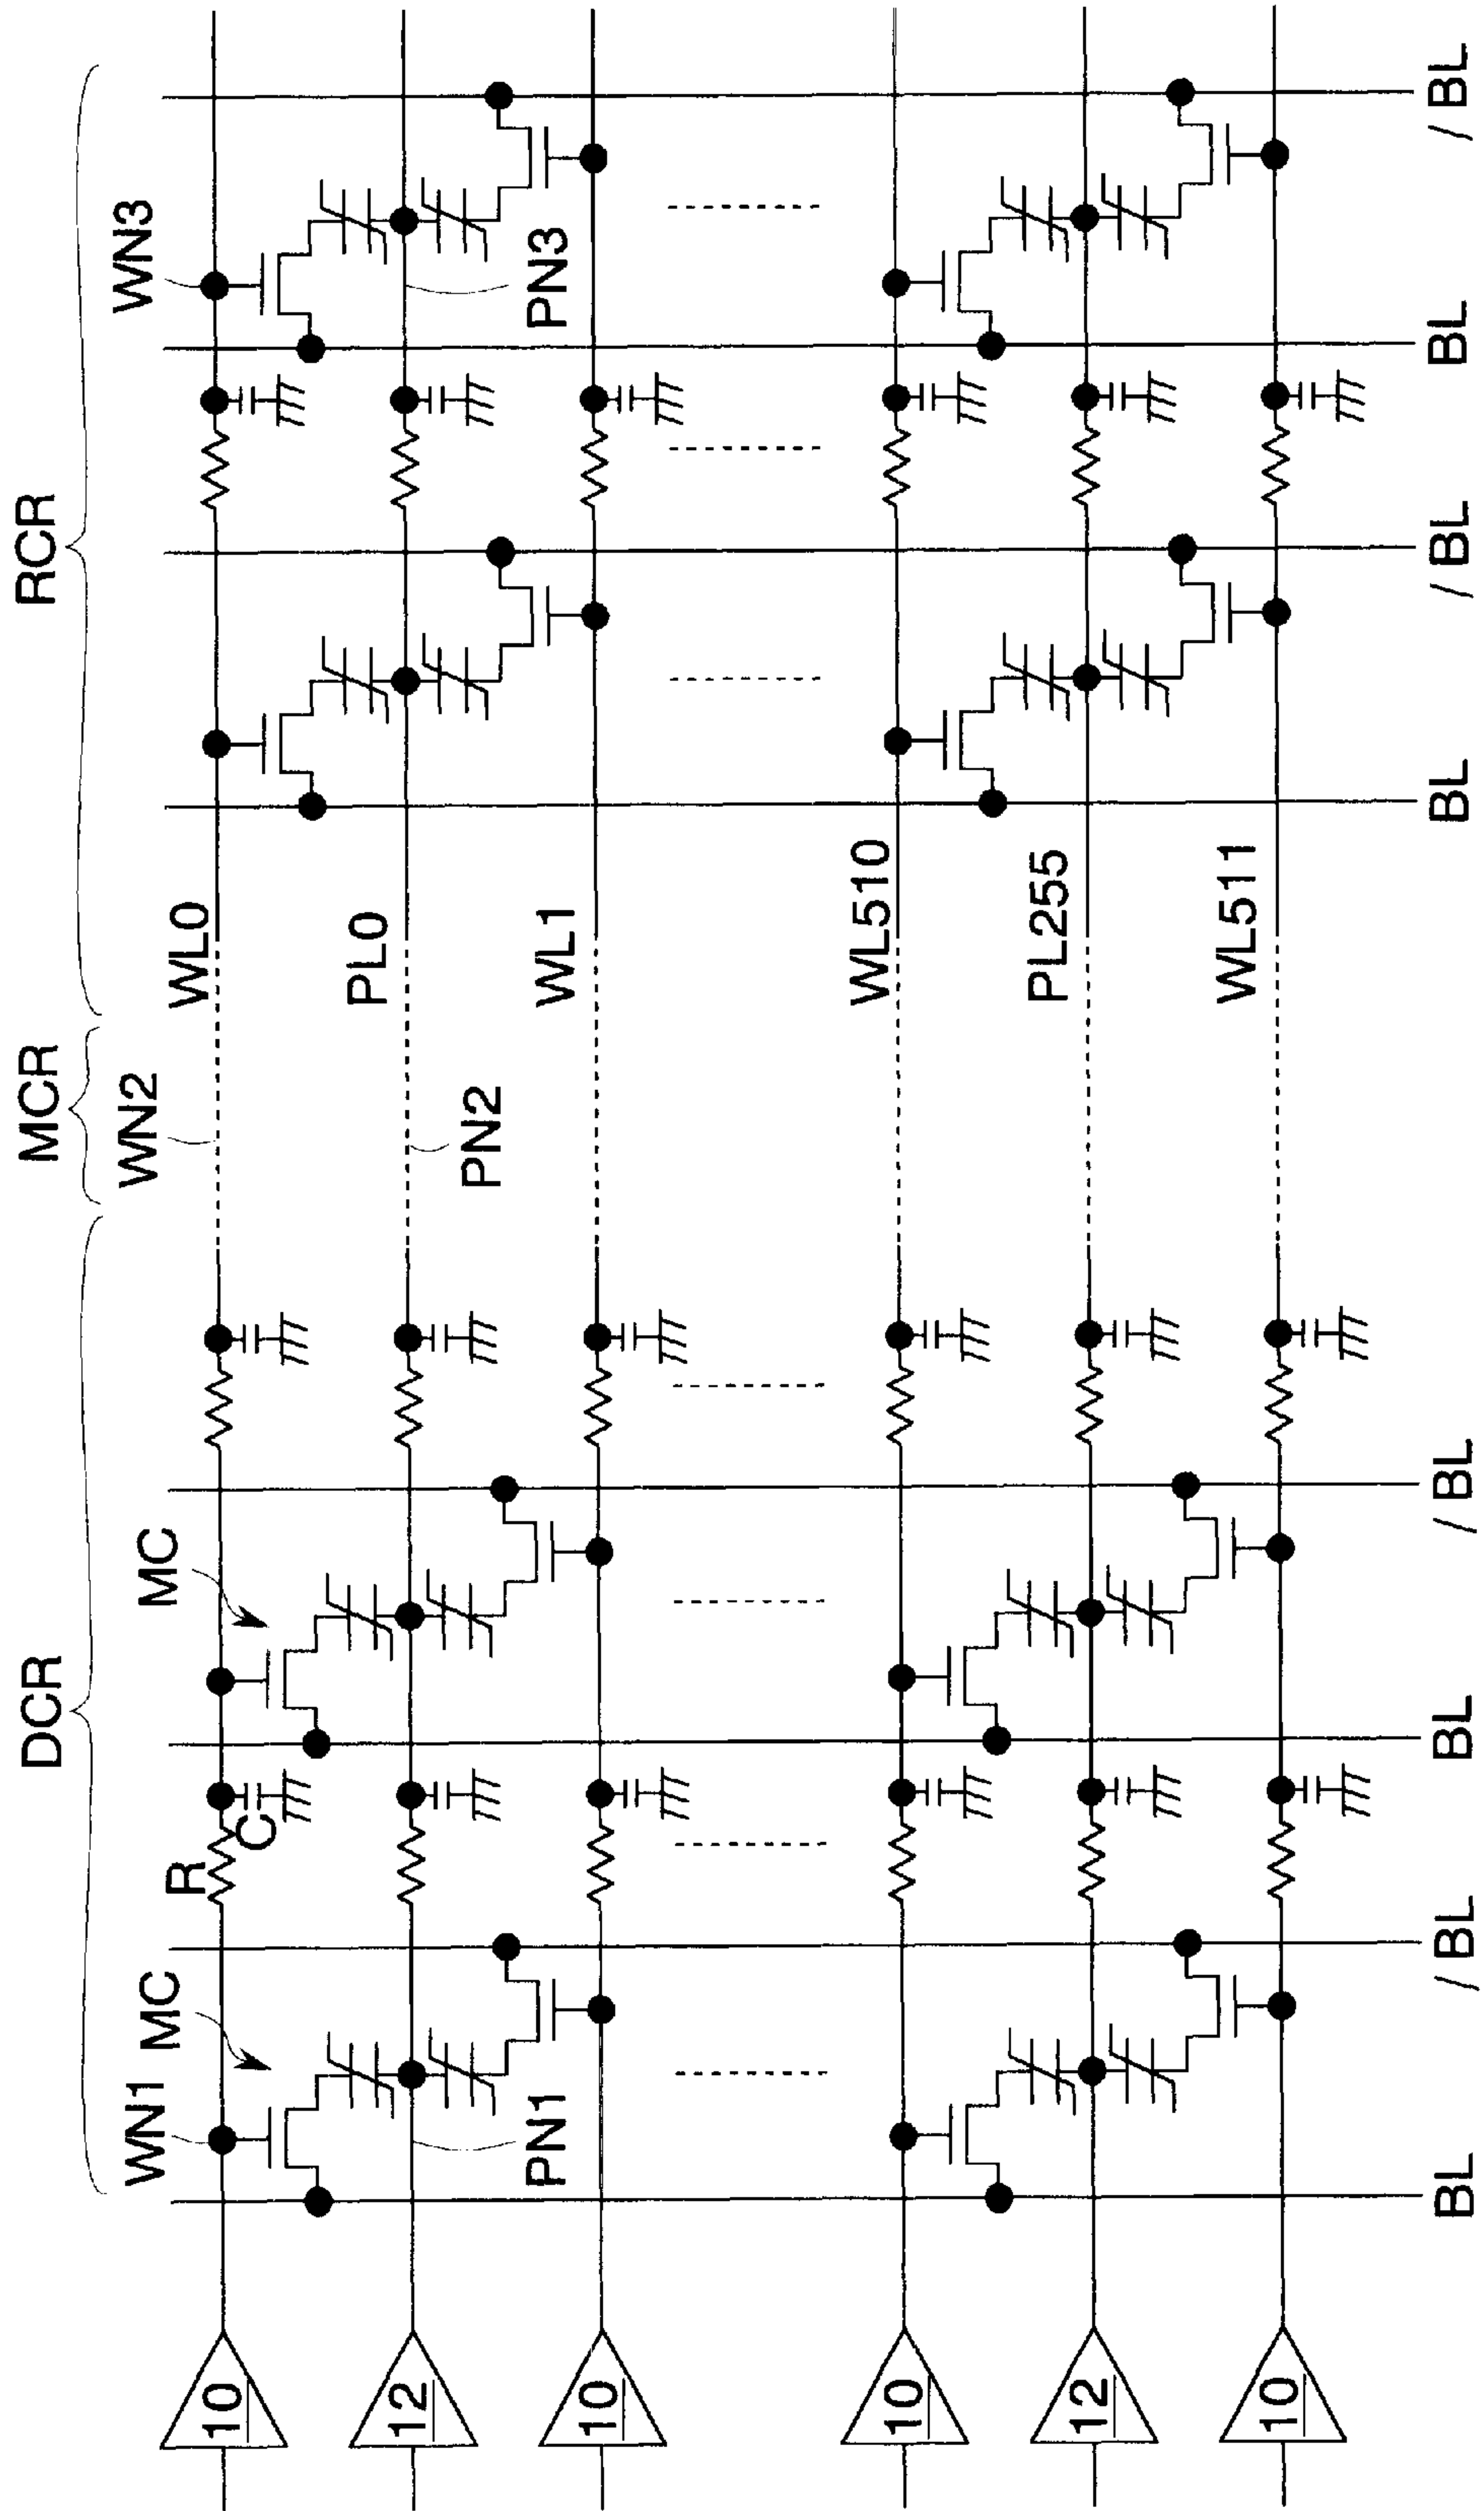 DCR MCR RCR
WN1 MC R C MC WN2 WL0 WN3
10
PN1 PN2 PL0 PN3
12
WL1
10
WL510
10
PL255
12
WL511
10
BL / BL BL / BL BL / BL BL / BL